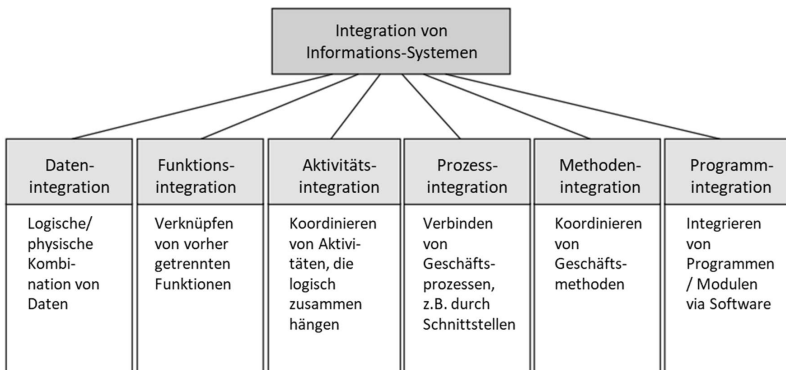 Integration von
Informations-Systemen
Daten-
integration
Funktions-
integration
Aktivitäts-
integration
Prozess-
integration
Methoden-
integration
Programm-
integration
Logische/
physische
Kombi-
nation von
Daten
Verknüpfen
von vorher
getrennten
Funktionen
Koordinieren
von Aktivi-
täten, die
logisch
zusammen
hängen
Verbinden
von
Geschäfts-
prozessen,
z.B. durch
Schnittstellen
Koordinieren
von
Geschäfts-
methoden
Integrieren
von
Programmen
/ Modulen
via Software